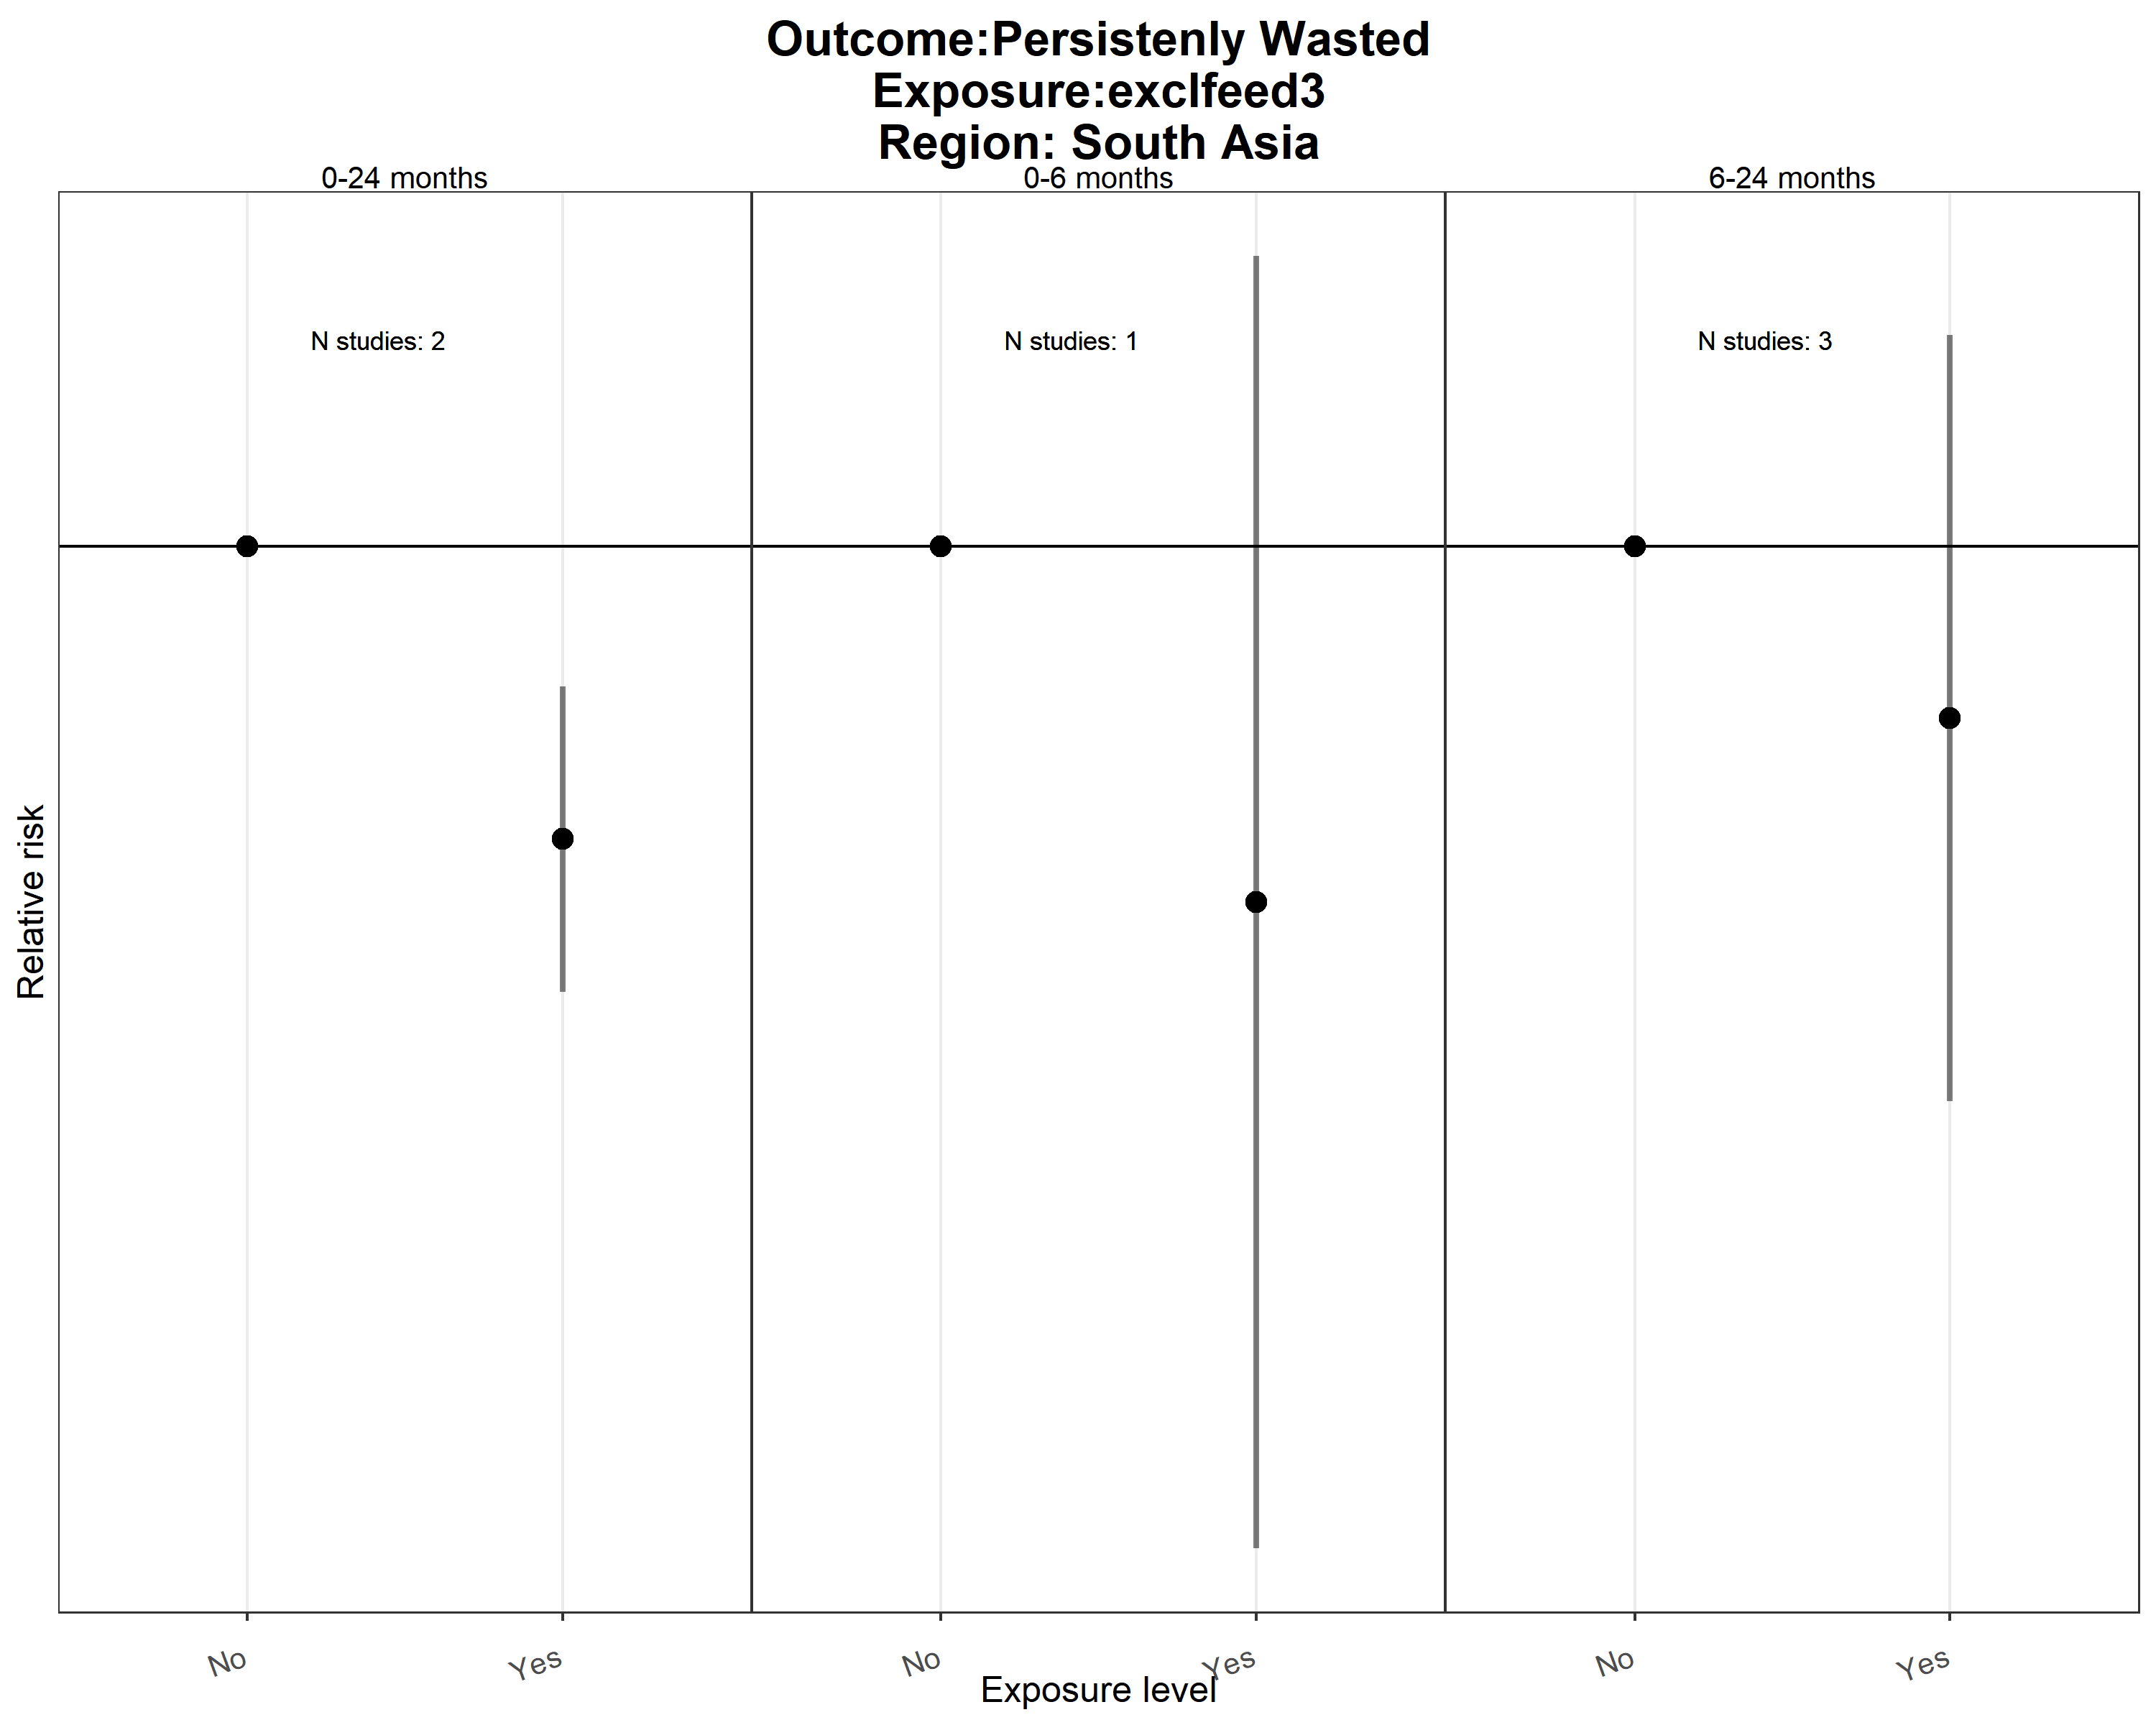 Outcome:Persistenly Wasted
Exposure:exclfeed3
Region: South Asia
0-24 months
0-6 months
6-24 months
N studies: 2
N studies: 1
N studies: 3
Relative risk
No
Yes
No
Yes
No
Yes
Exposure level